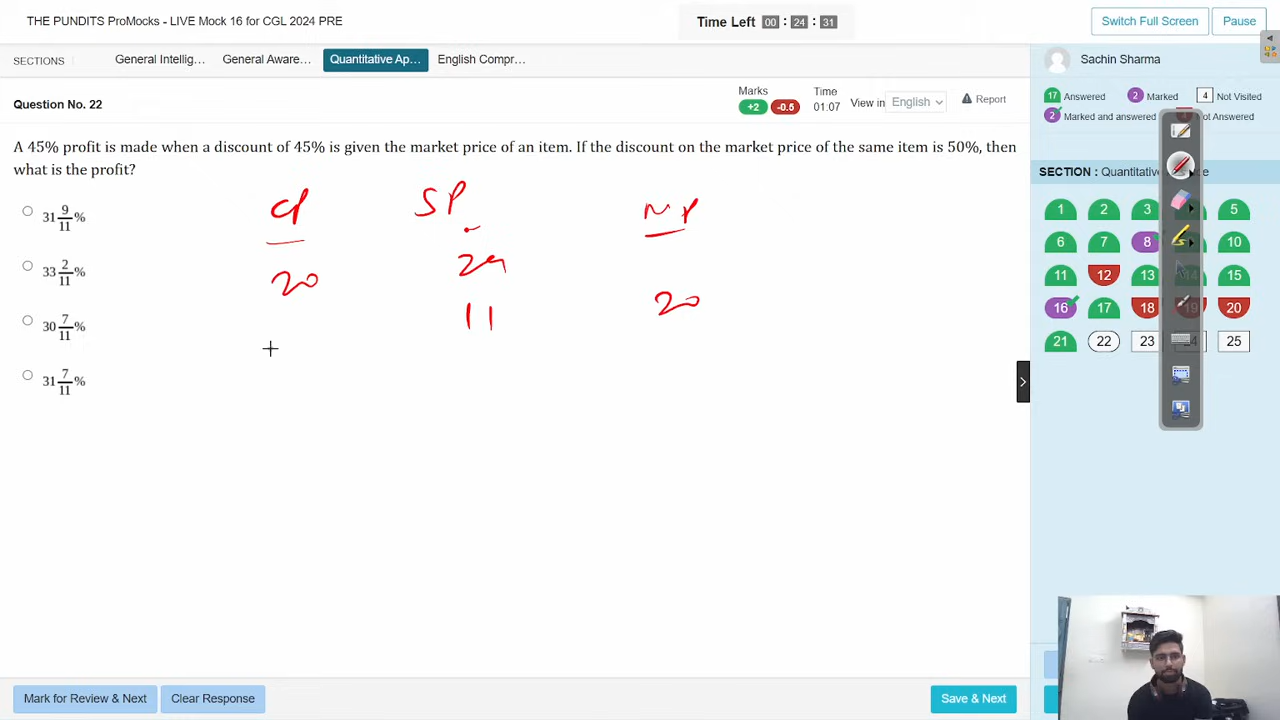 THE PUNDITS ProMocks - LIVE Mock 16 for CGL 2024 PRE
Time Left 00 : 24 : 31
Switch Full Screen
Pause
SECTIONS
General Intellig...
General Aware...
Quantitative Ap...
English Compr...
Sachin Sharma
Question No. 22
Marks
+2 -0.5
Time
01:07
View in English
Report
17 Answered
2 Marked
4 Not Visited
2 Marked and answered
Not Answered
A 45% profit is made when a discount of 45% is given the market price of an item. If the discount on the market price of the same item is 50%, then
what is the profit?
31 9/11 %
33 2/11 %
30 7/11 %
31 7/11 %
CP SP MP
20 29
11 20
SECTION : Quantitative
1 2 3 5
6 7 8 10
11 12 13 14 15
16 17 18 19 20
21 22 23 24 25
Mark for Review & Next
Clear Response
Save & Next